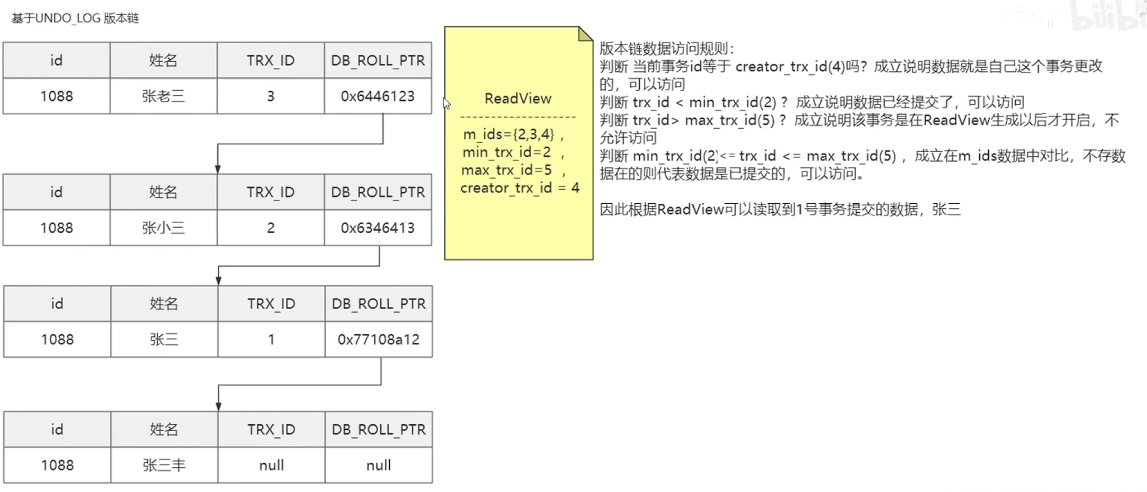 基于UNDO_LOG 版本链
bilibili
id 姓名 TRX_ID DB_ROLL_PTR
1088 张老三 3 0x6446123
id 姓名 TRX_ID DB_ROLL_PTR
1088 张小三 2 0x6346413
id 姓名 TRX_ID DB_ROLL_PTR
1088 张三 1 0x77108a12
id 姓名 TRX_ID DB_ROLL_PTR
1088 张三丰 null null
ReadView
m_ids={2,3,4} ，
min_trx_id=2 ，
max_trx_id=5 ，
creator_trx_id = 4
版本链数据访问规则：
判断 当前事务id等于 creator_trx_id(4)吗？成立说明数据就是自己这个事务更改
的，可以访问
判断 trx_id < min_trx_id(2) ？成立说明数据已经提交了，可以访问
判断 trx_id> max_trx_id(5) ？成立说明该事务是在ReadView生成以后才开启，不
允许访问
判断 min_trx_id(2)<= trx_id <= max_trx_id(5) ，成立在m_ids数据中对比，不存数
据在的则代表数据是已提交的，可以访问。
因此根据ReadView可以读取到1号事务提交的数据，张三